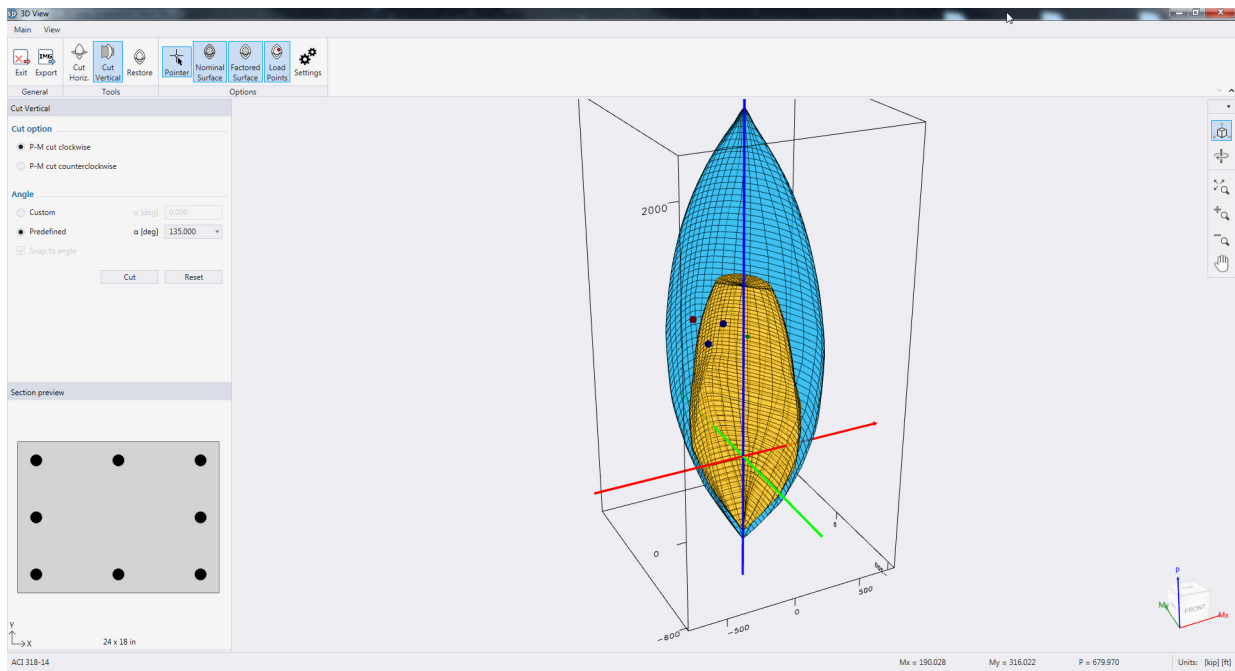 3D View
Main View
Exit Export Cut Horiz. Cut Vertical Restore Pointer Nominal Surface Factored Surface Load Points Settings
General Tools Options
Cut Vertical
Cut option
P-M cut clockwise
P-M cut counterclockwise
Angle
Custom α [deg] 0.000
Predefined α [deg] 135.000
Snap to angle
Cut Reset
Section preview
Y
X
24 x 18 in
2000
0
-600
-500
0
500
0
P
My
Mx
FRONT
ACI 318-14 Mx = 190.028 My = 316.022 P = 679.970 Units: [kip] [ft]